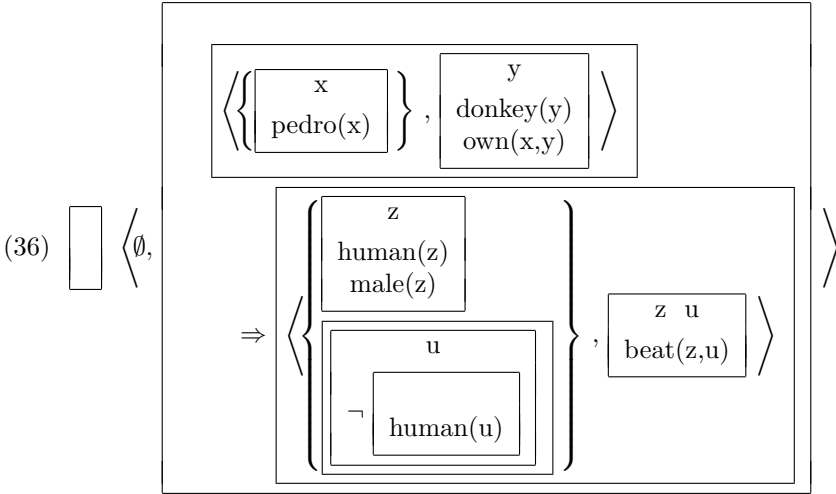 x
pedro(x)
y
donkey(y)
own(x,y)
⟨{ } , ⟩
(36) ⟨∅, ⟩
z
human(z)
male(z)
⇒ ⟨{ } , ⟩
u
¬
human(u)
z u
beat(z,u)